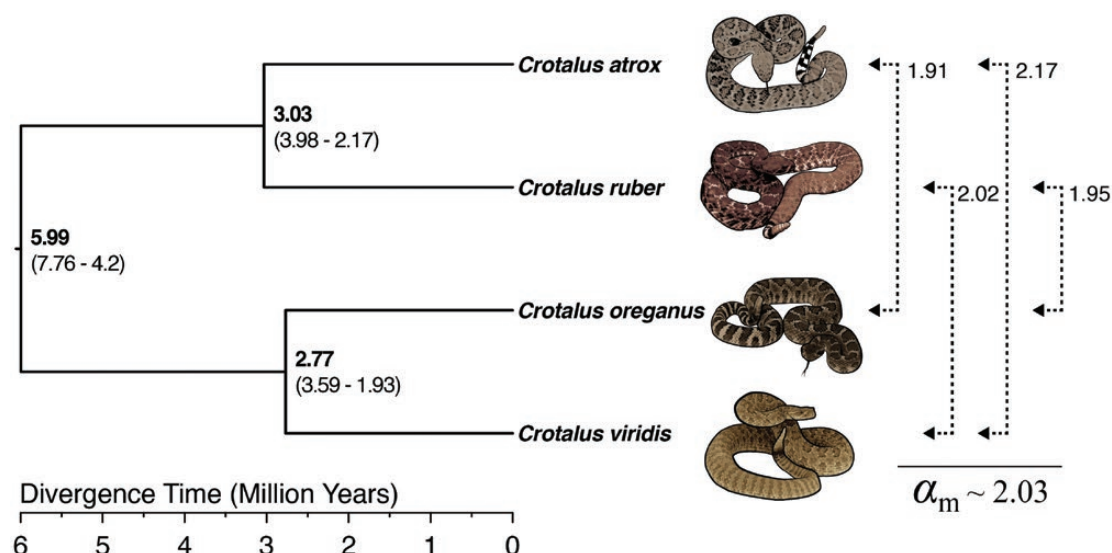 Crotalus atrox
1.91
2.17
3.03
(3.98 - 2.17)
Crotalus ruber
2.02
1.95
5.99
(7.76 - 4.2)
Crotalus oreganus
2.77
(3.59 - 1.93)
Crotalus viridis
Divergence Time (Million Years)
αm ~ 2.03
6 5 4 3 2 1 0